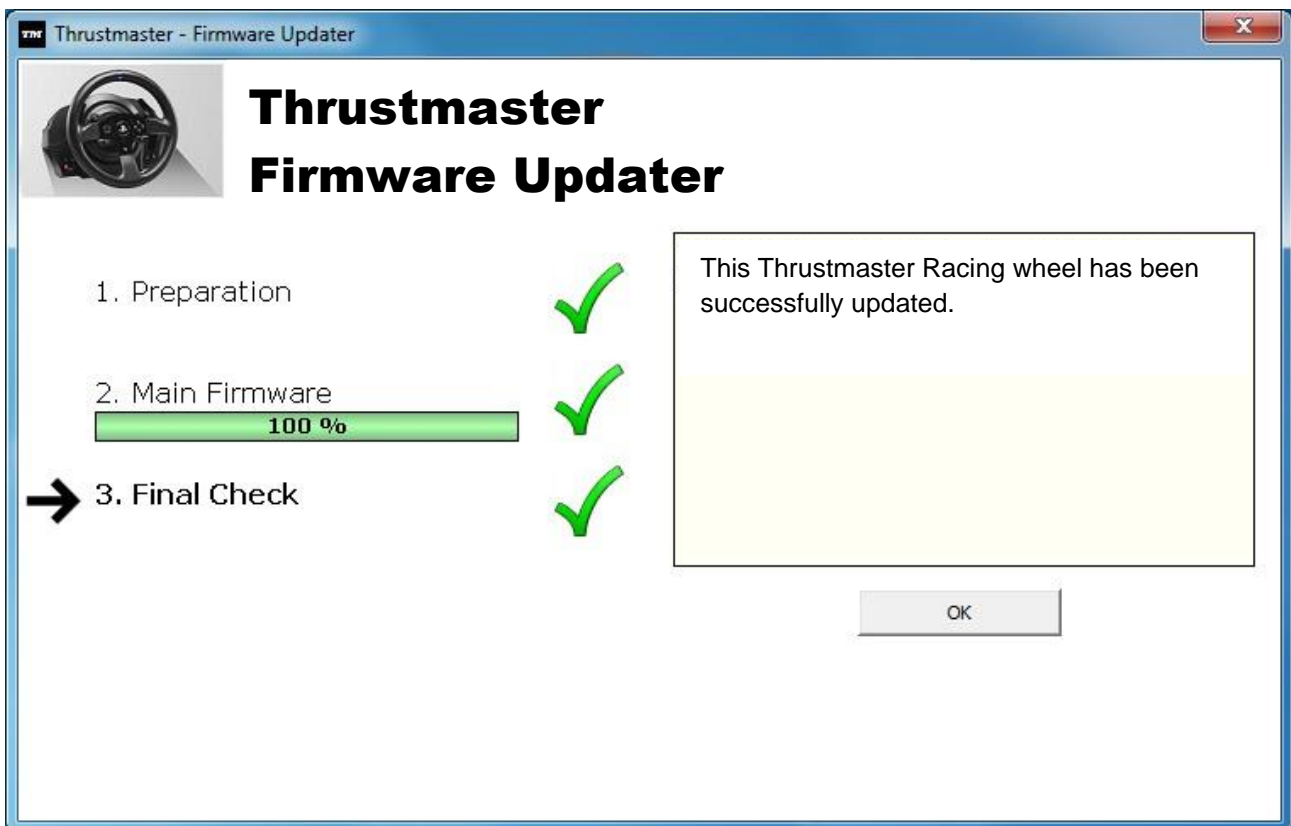 TM Thrustmaster - Firmware Updater
Thrustmaster
Firmware Updater
1. Preparation
2. Main Firmware
100 %
3. Final Check
This Thrustmaster Racing wheel has been
successfully updated.
OK